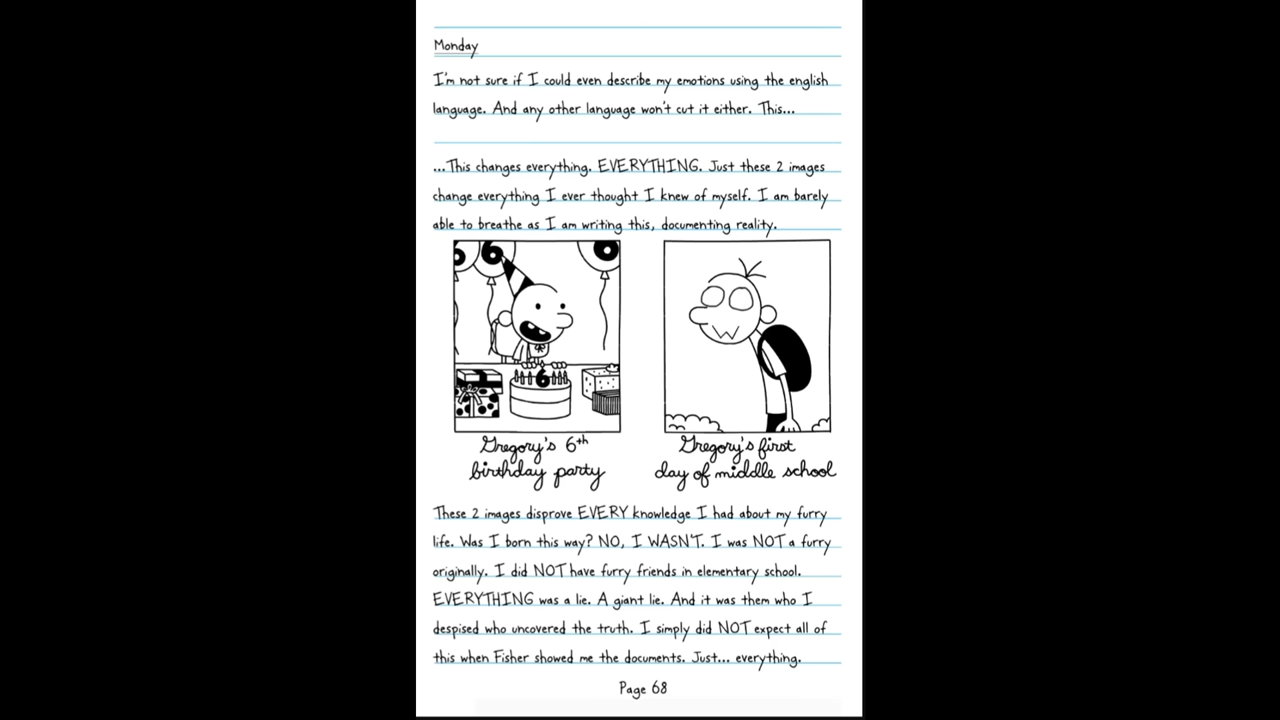 Monday
I'm not sure if I could even describe my emotions using the english
language. And any other language won't cut it either. This...
...This changes everything. EVERYTHING. Just these 2 images
change everything I ever thought I knew of myself. I am barely
able to breathe as I am writing this, documenting reality.
6 6 6
6
Gregory's 6th
birthday party
Gregory's first
day of middle school
These 2 images disprove EVERY knowledge I had about my furry
life. Was I born this way? NO, I WASN'T. I was NOT a furry
originally. I did NOT have furry friends in elementary school.
EVERYTHING was a lie. A giant lie. And it was them who I
despised who uncovered the truth. I simply did NOT expect all of
this when Fisher showed me the documents. Just... everything.
Page 68